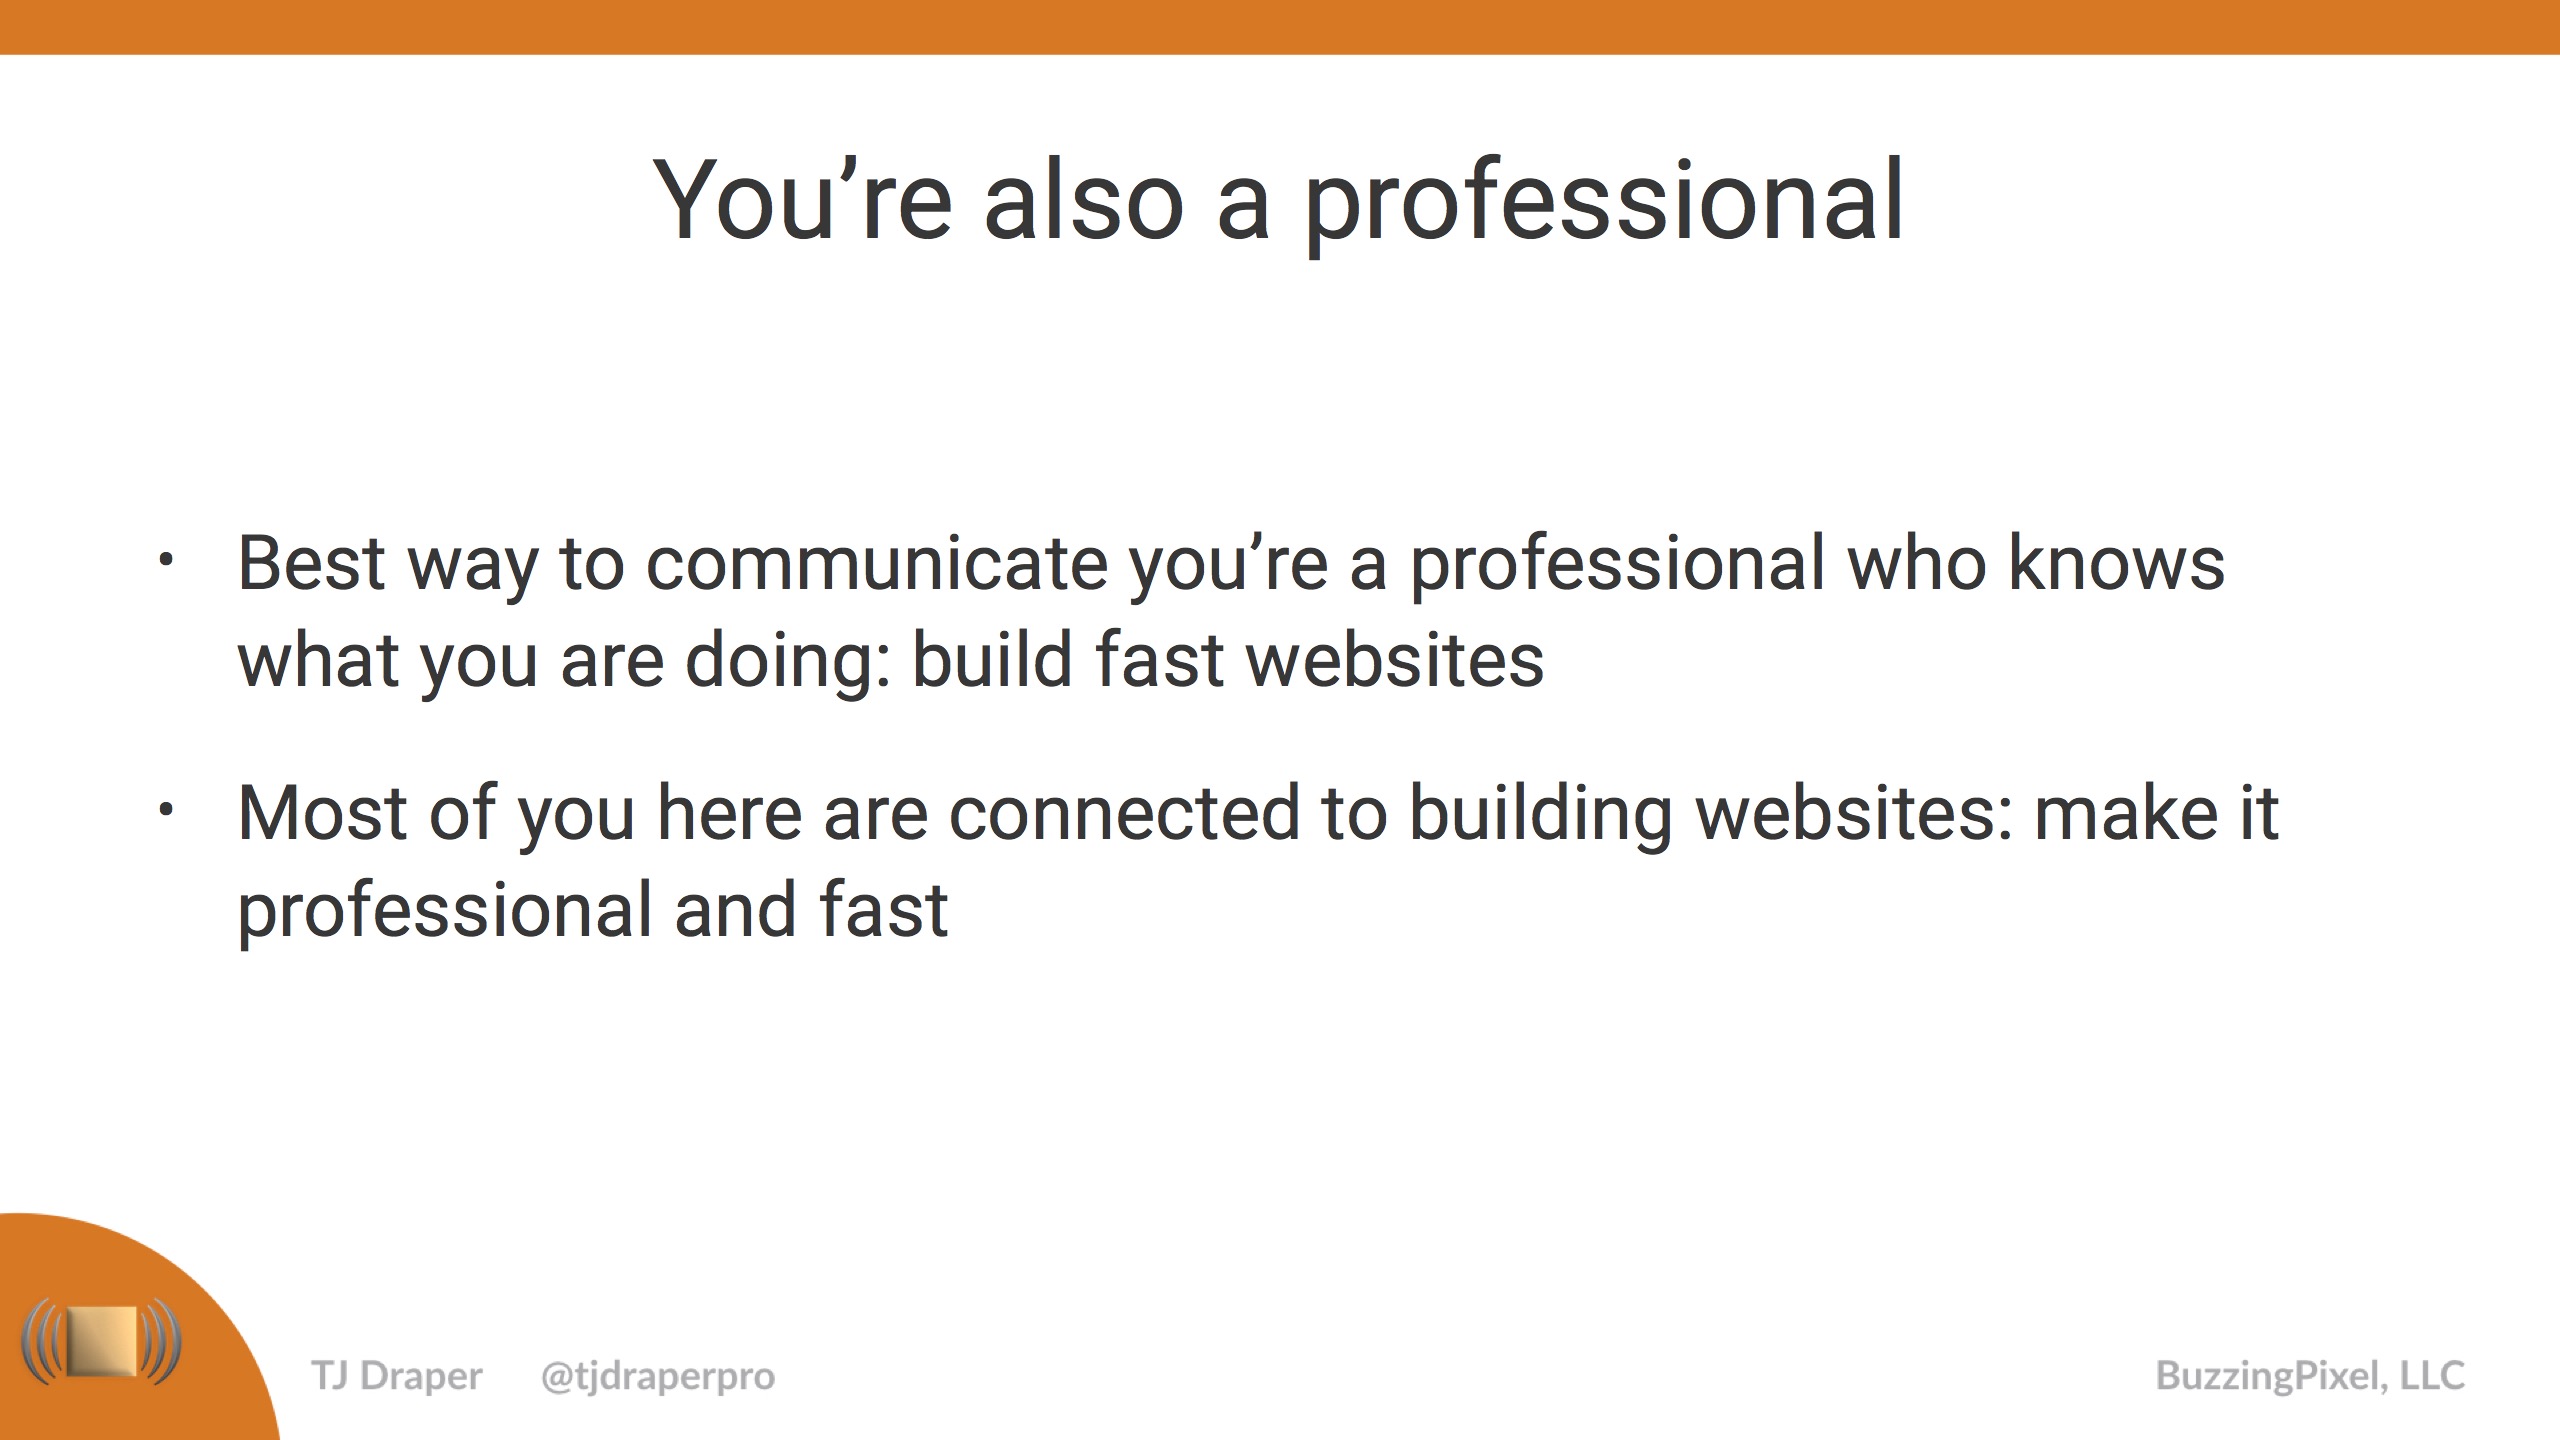 You’re also a professional
• Best way to communicate you’re a professional who knows
what you are doing: build fast websites
• Most of you here are connected to building websites: make it
professional and fast
TJ Draper @tjdraperpro BuzzingPixel, LLC